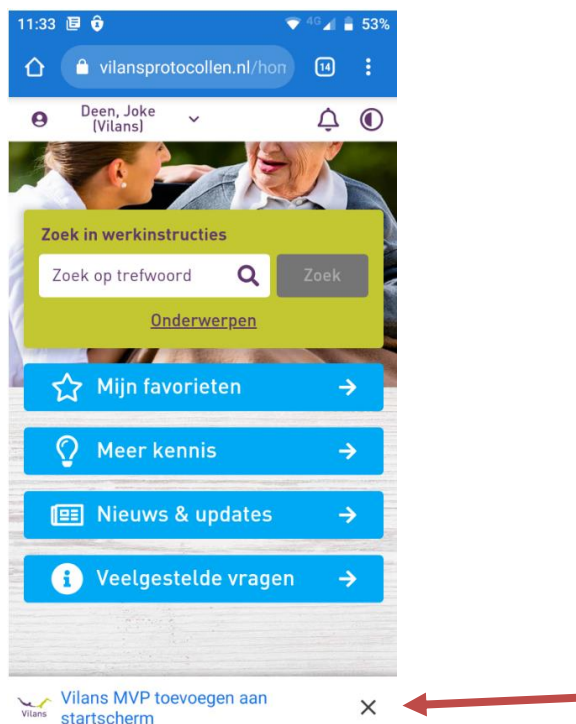 11:33 4G 53%
vilansprotocollen.nl/hom 14
Deen, Joke
(Vilans)
Zoek in werkinstructies
Zoek op trefwoord Zoek
Onderwerpen
Mijn favorieten
Meer kennis
Nieuws & updates
i Veelgestelde vragen
Vilans MVP toevoegen aan
Vilans startscherm